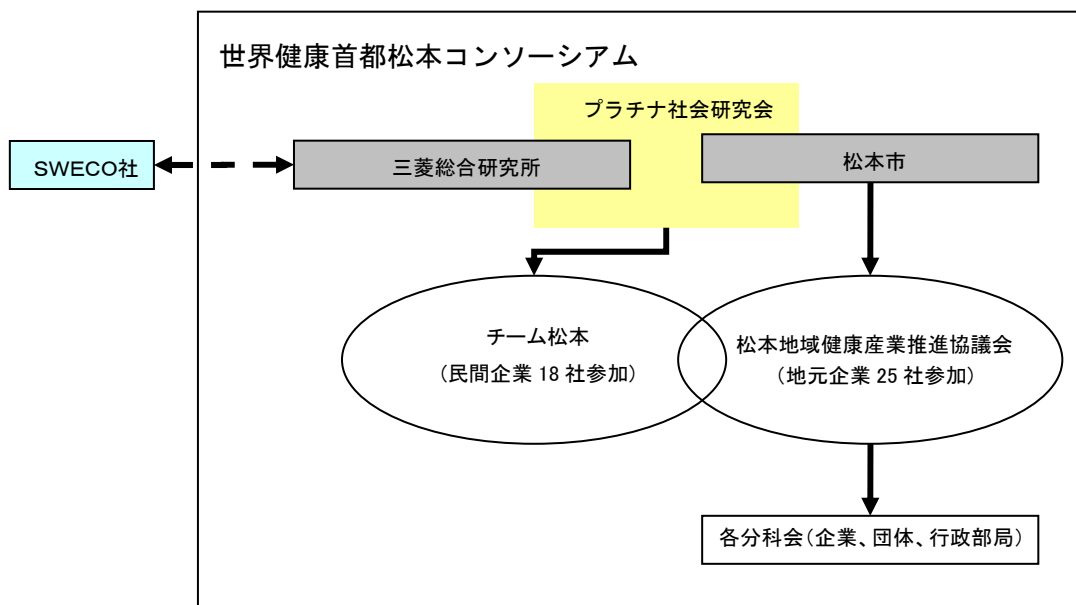 世界健康首都松本コンソーシアム
プラチナ社会研究会
SWECO社
三菱総合研究所
松本市
チーム松本
（民間企業 18 社参加）
松本地域健康産業推進協議会
（地元企業 25 社参加）
各分科会（企業、団体、行政部局）